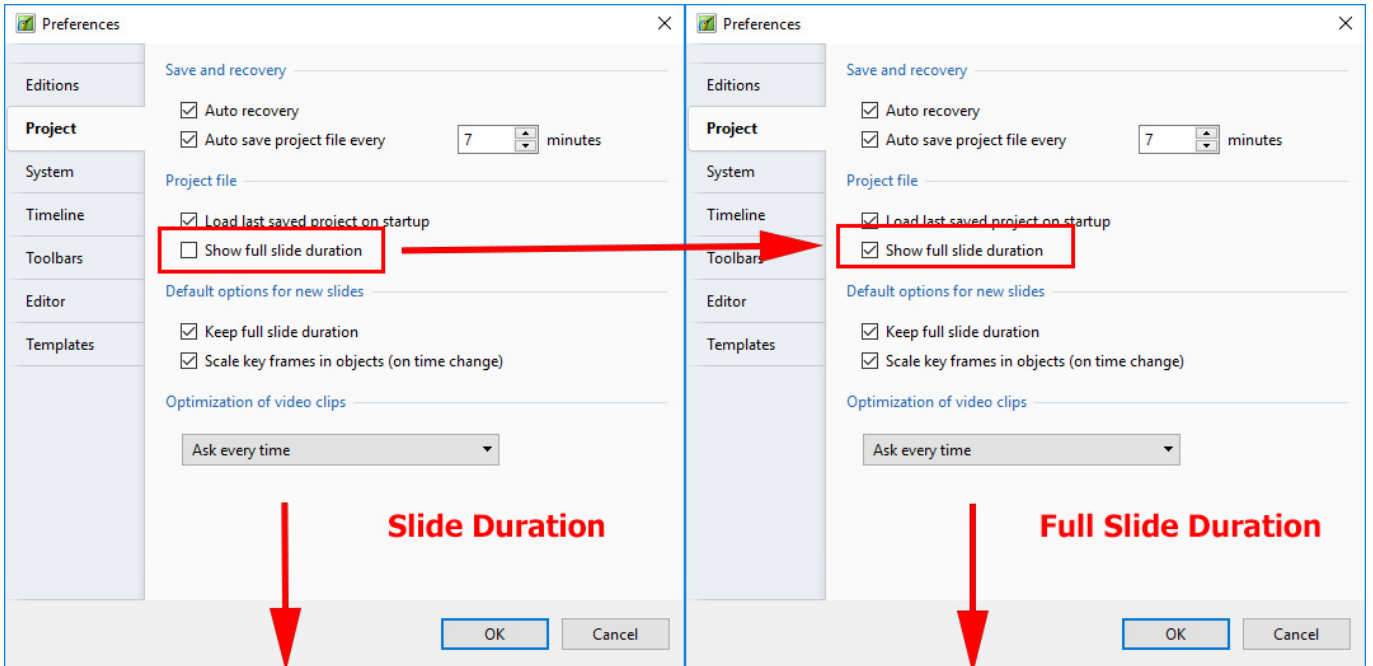 Preferences
Editions
Project
System
Timeline
Toolbars
Editor
Templates
Save and recovery
Auto recovery
Auto save project file every 7 minutes
Project file
Load last saved project on startup
Show full slide duration
Default options for new slides
Keep full slide duration
Scale key frames in objects (on time change)
Optimization of video clips
Ask every time
Slide Duration
OK Cancel
Preferences
Editions
Project
System
Timeline
Toolbars
Editor
Templates
Save and recovery
Auto recovery
Auto save project file every 7 minutes
Project file
Load last saved project on startup
Show full slide duration
Default options for new slides
Keep full slide duration
Scale key frames in objects (on time change)
Optimization of video clips
Ask every time
Full Slide Duration
OK Cancel